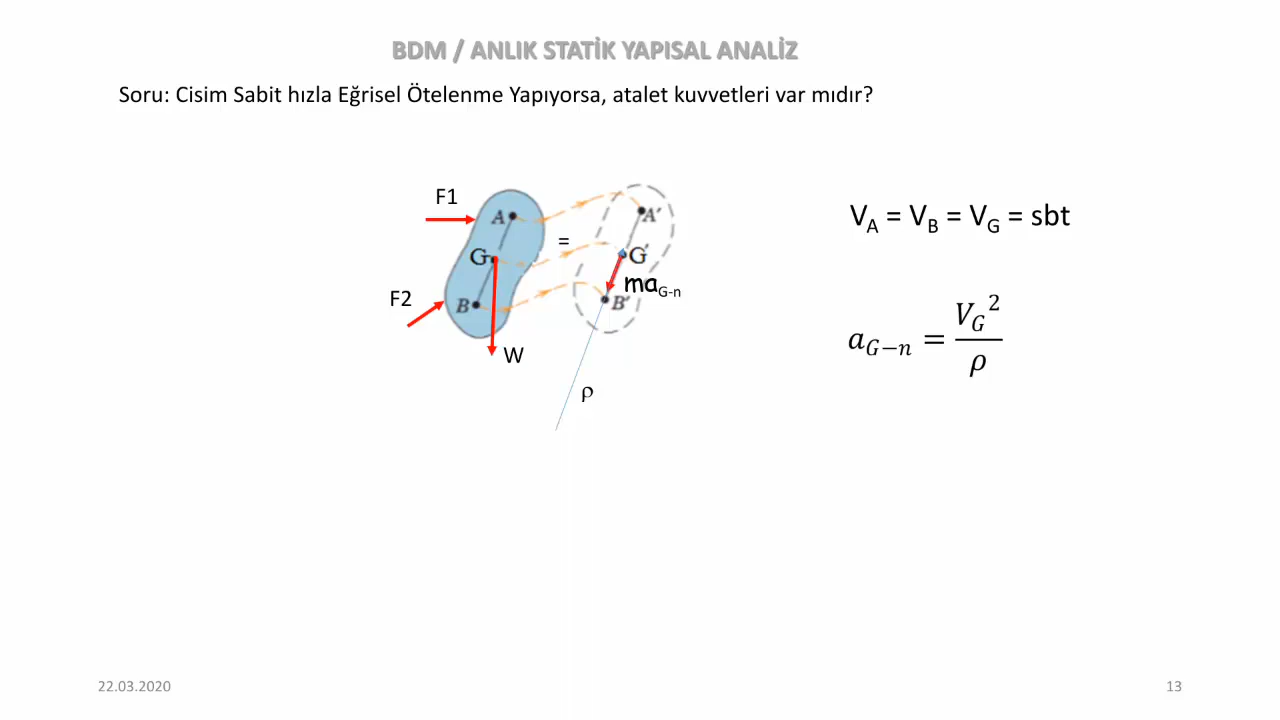 BDM / ANLIK STATİK YAPISAL ANALİZ
Soru: Cisim Sabit hızla Eğrisel Ötelenme Yapıyorsa, atalet kuvvetleri var mıdır?
F1
A
A′
=
G
G′
F2
B
B′
maG-n
W
ρ
VA = VB = VG = sbt
aG−n = VG² / ρ
22.03.2020
13